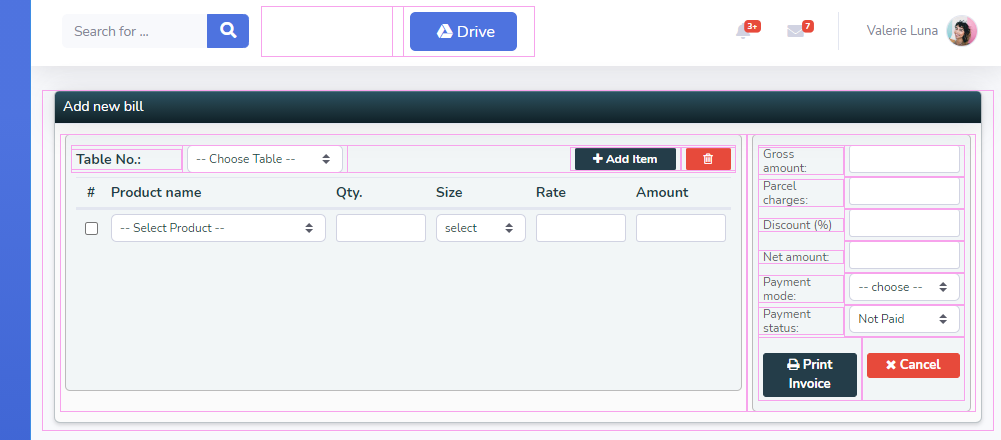 Search for ...
Drive
3+
7
Valerie Luna
Add new bill
Table No.:
-- Choose Table --
Add Item
# Product name Qty. Size Rate Amount
-- Select Product --
select
Gross
amount:
Parcel
charges:
Discount (%)
Net amount:
Payment
mode:
-- choose --
Payment
status:
Not Paid
Print
Invoice
Cancel